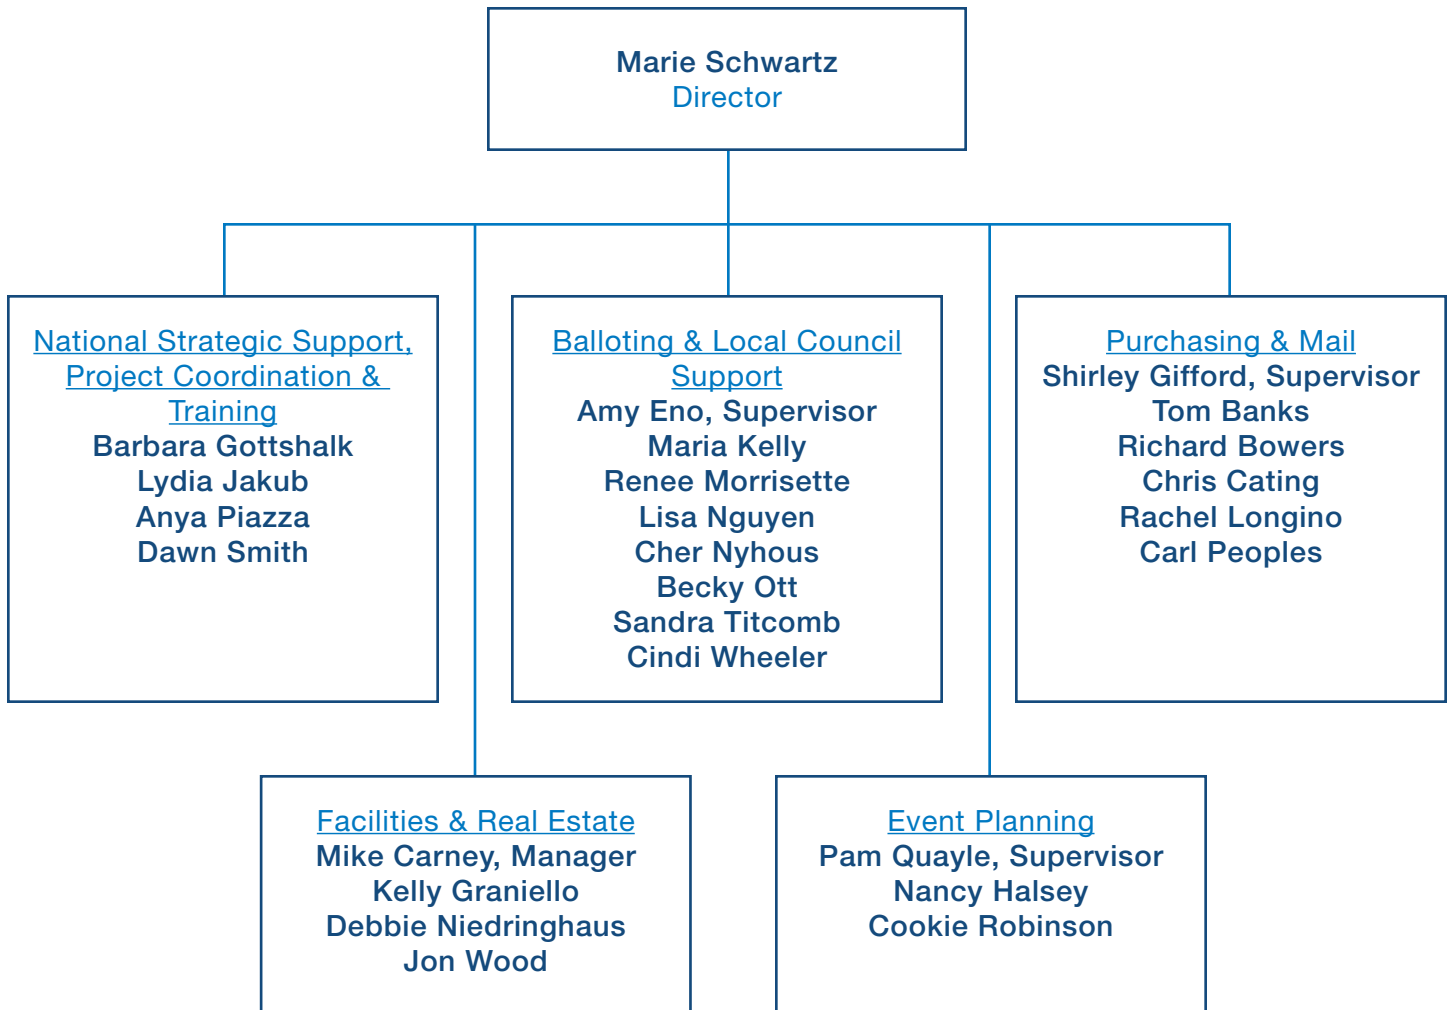 Marie Schwartz
Director
National Strategic Support,
Project Coordination &
Training
Barbara Gottshalk
Lydia Jakub
Anya Piazza
Dawn Smith
Balloting & Local Council
Support
Amy Eno, Supervisor
Maria Kelly
Renee Morrisette
Lisa Nguyen
Cher Nyhous
Becky Ott
Sandra Titcomb
Cindi Wheeler
Purchasing & Mail
Shirley Gifford, Supervisor
Tom Banks
Richard Bowers
Chris Cating
Rachel Longino
Carl Peoples
Facilities & Real Estate
Mike Carney, Manager
Kelly Graniello
Debbie Niedringhaus
Jon Wood
Event Planning
Pam Quayle, Supervisor
Nancy Halsey
Cookie Robinson